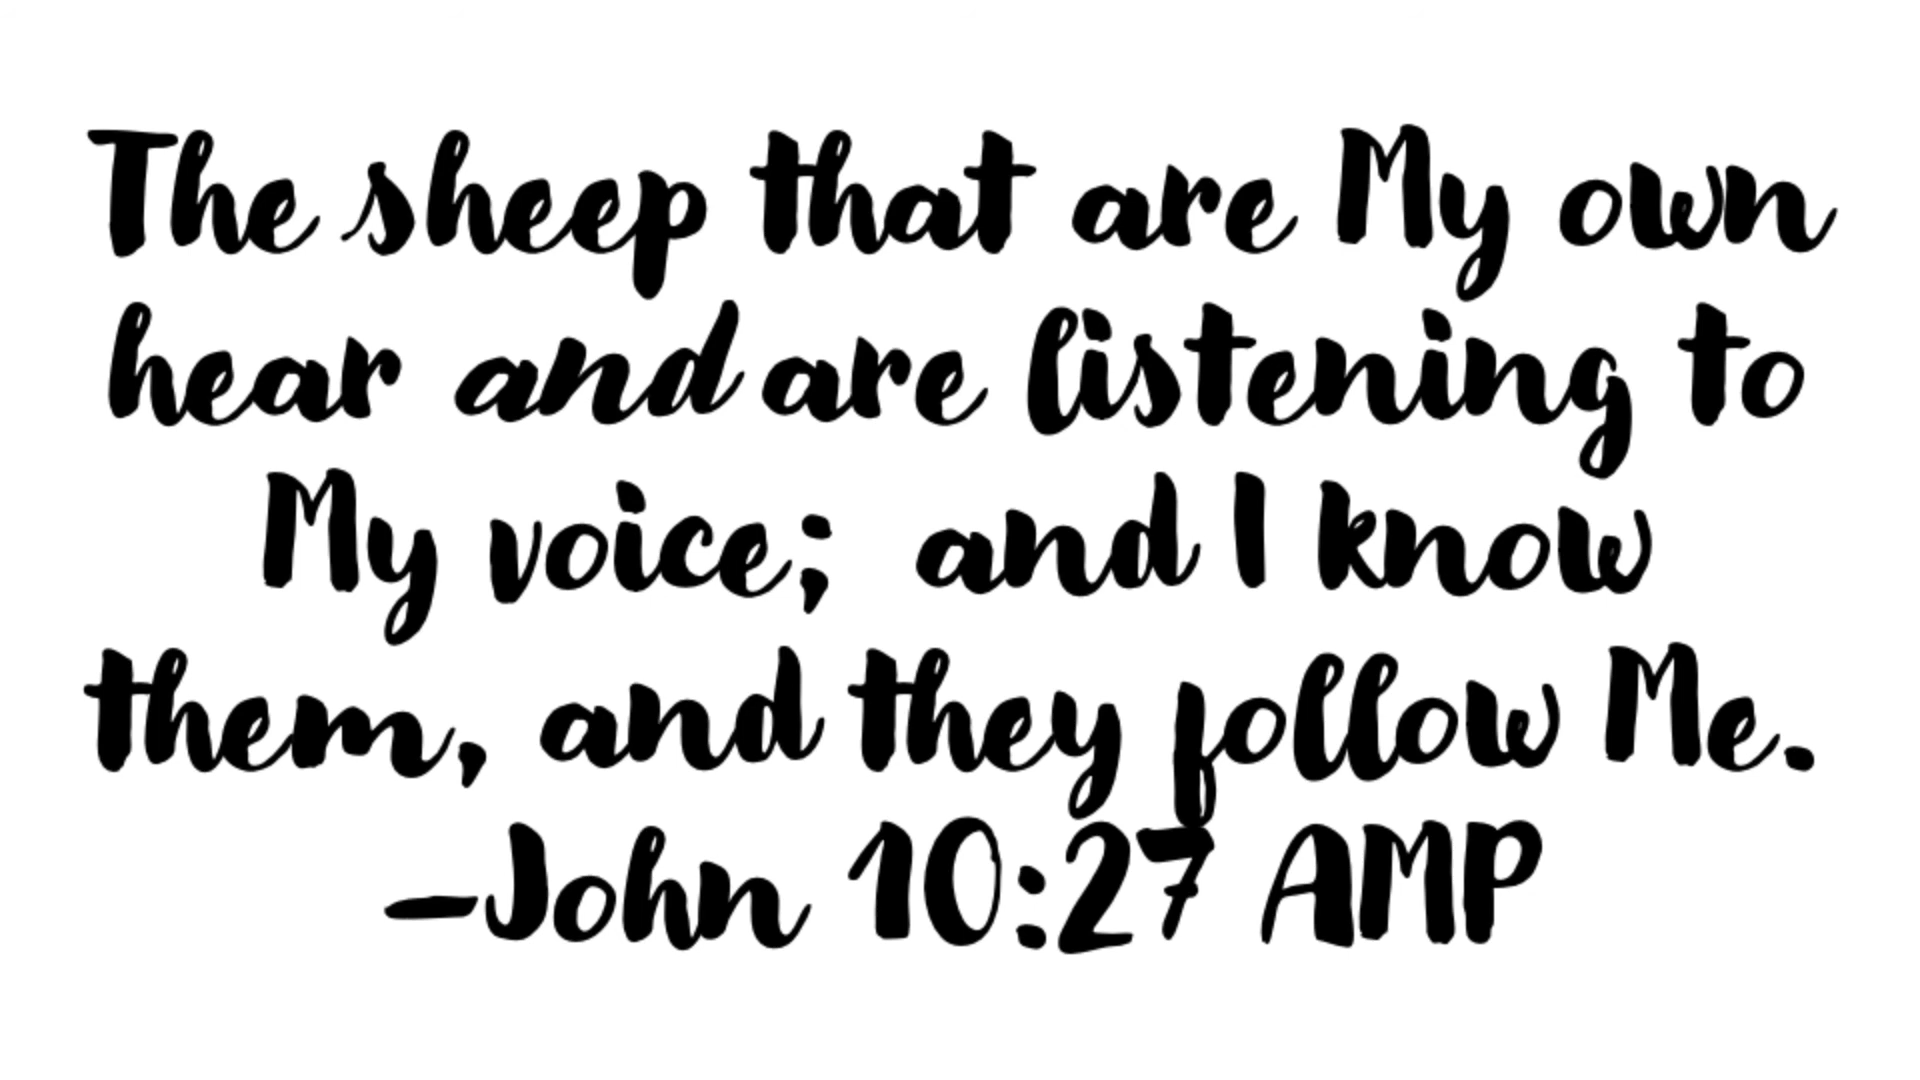 The sheep that are My own
hear and are listening to
My voice; and I know
them, and they follow Me.
–John 10:27 AMP